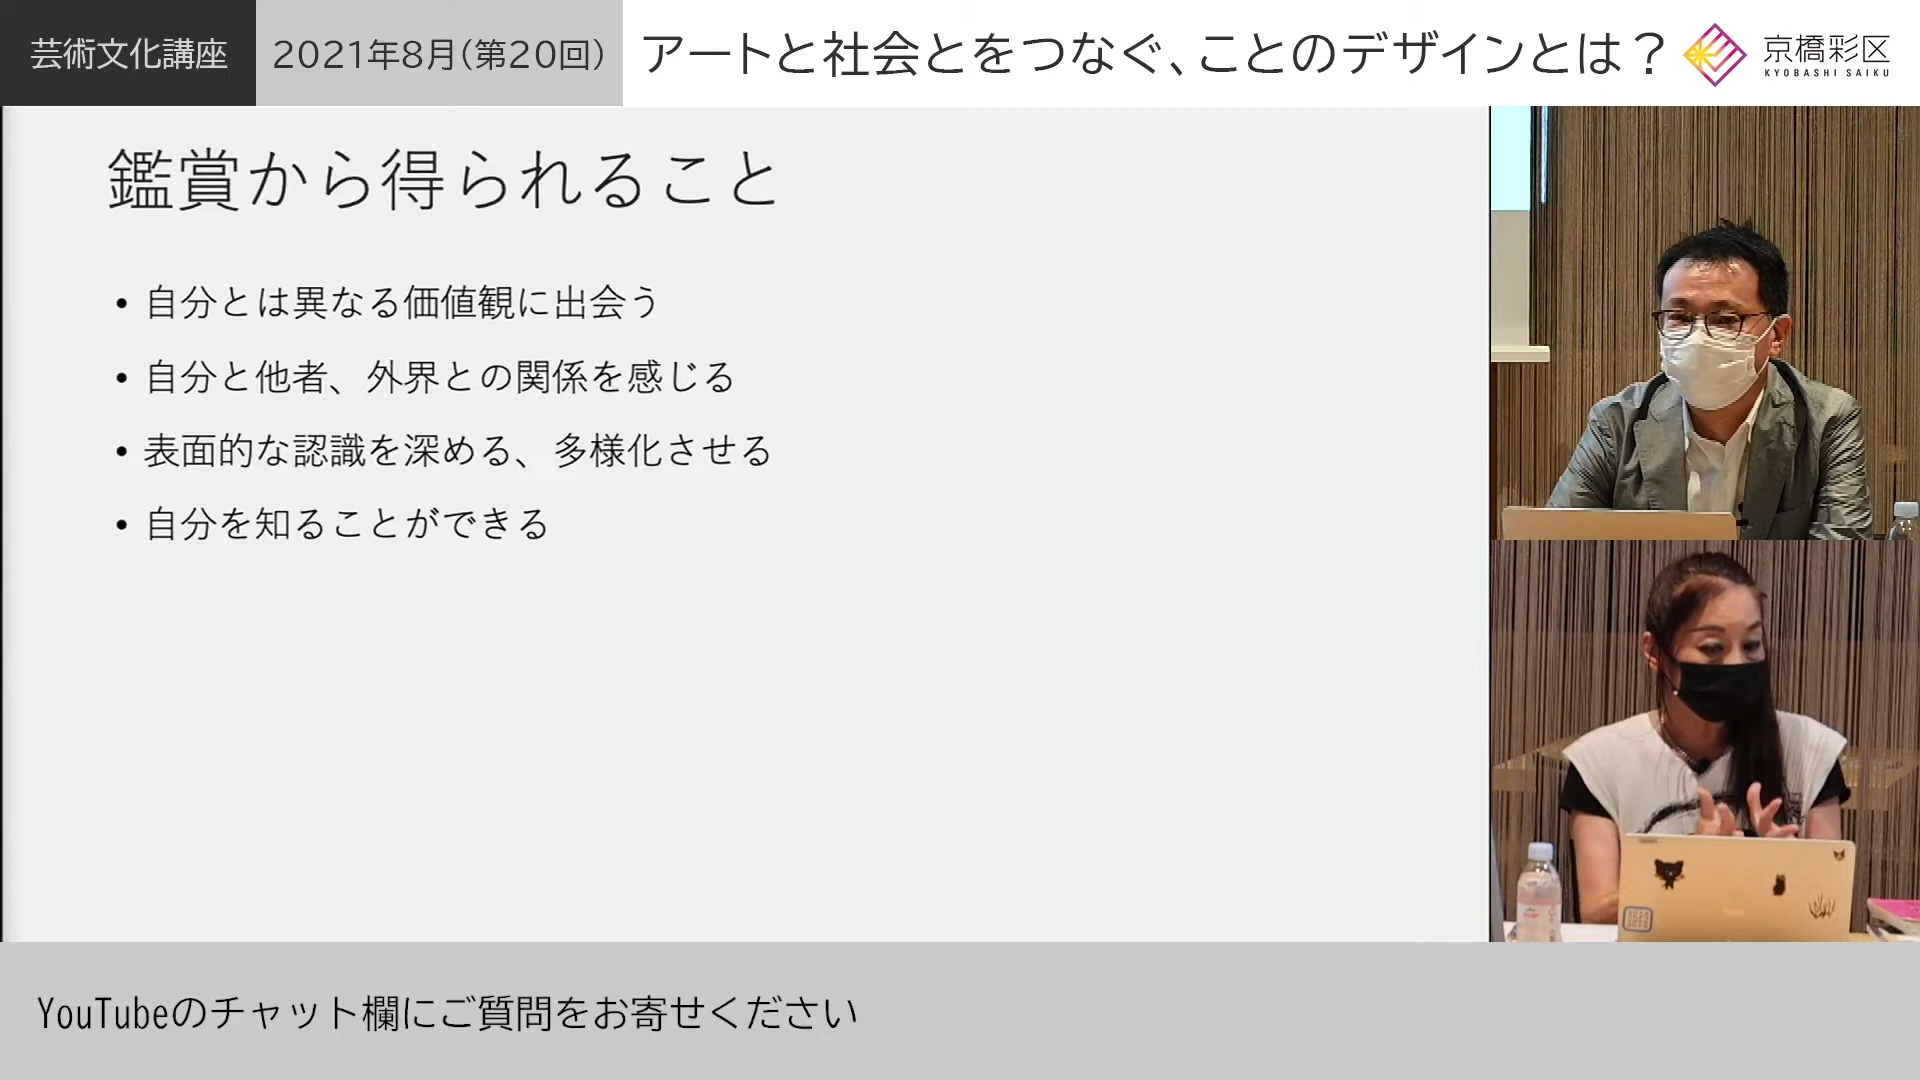 芸術文化講座
2021年8月(第20回)
アートと社会とをつなぐ、ことのデザインとは？
京橋彩区
KYOBASHI SAIKU
鑑賞から得られること
• 自分とは異なる価値観に出会う
• 自分と他者、外界との関係を感じる
• 表面的な認識を深める、多様化させる
• 自分を知ることができる
YouTubeのチャット欄にご質問をお寄せください